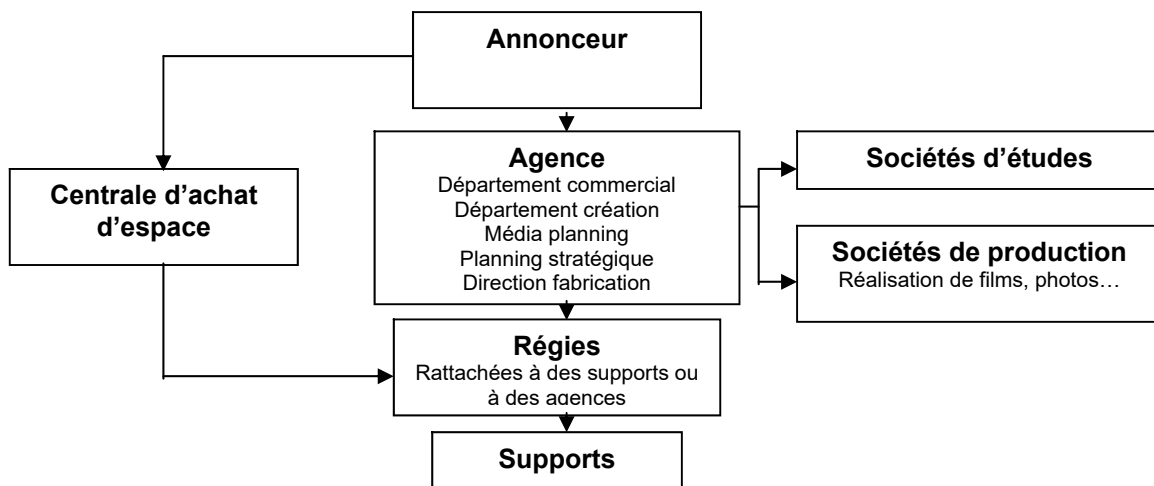 Annonceur
Agence
Département commercial
Département création
Média planning
Planning stratégique
Direction fabrication
Sociétés d’études
Centrale d’achat
d’espace
Sociétés de production
Réalisation de films, photos…
Régies
Rattachées à des supports ou
à des agences
Supports